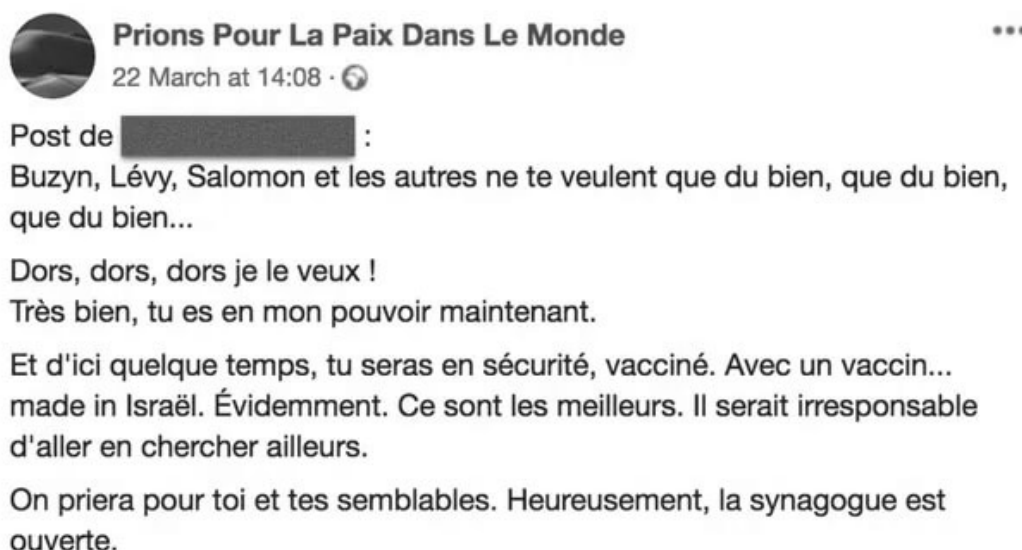 Prions Pour La Paix Dans Le Monde
22 March at 14:08 ·
Post de :
Buzyn, Lévy, Salomon et les autres ne te veulent que du bien, que du bien,
que du bien...
Dors, dors, dors je le veux !
Très bien, tu es en mon pouvoir maintenant.
Et d'ici quelque temps, tu seras en sécurité, vacciné. Avec un vaccin...
made in Israël. Évidemment. Ce sont les meilleurs. Il serait irresponsable
d'aller en chercher ailleurs.
On priera pour toi et tes semblables. Heureusement, la synagogue est
ouverte.